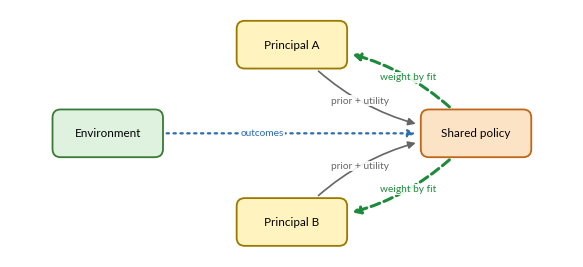 Principal A
weight by fit
prior + utility
Environment
outcomes
Shared policy
prior + utility
weight by fit
Principal B